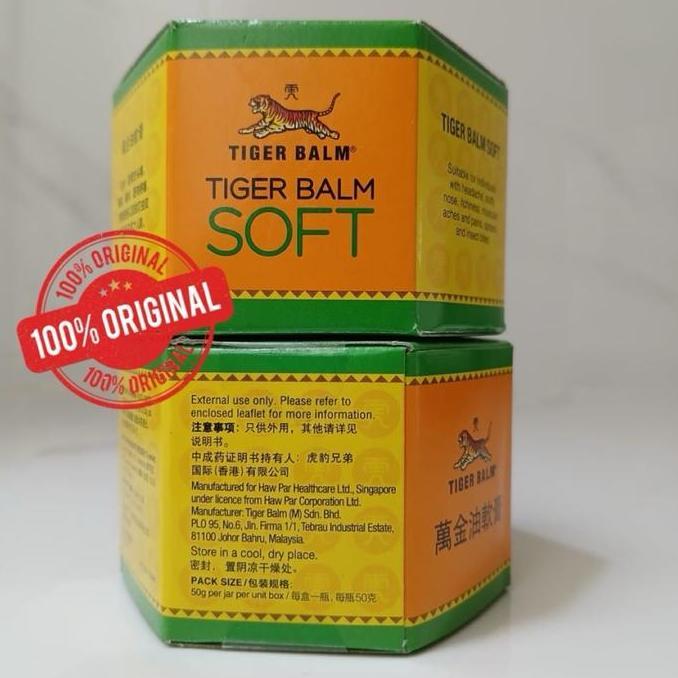 TIGER BALM®
TIGER BALM
SOFT
TIGER BALM SOFT
Suitable for individuals
with headache, stuffy
nose, itchiness, muscular
aches and pains, sprains
and insect bites.
100% ORIGINAL
100% ORIGINAL
100% ORIGINAL
External use only. Please refer to
enclosed leaflet for more information.
注意事项：只供外用，其他请详见
说明书。
中成药证明书持有人：虎豹兄弟
国际(香港)有限公司
Manufactured for Haw Par Healthcare Ltd., Singapore
under licence from Haw Par Corporation Ltd.
Manufacturer: Tiger Balm (M) Sdn. Bhd.
PLO 95, No.6, Jln. Firma 1/1, Tebrau Industrial Estate,
81100 Johor Bahru, Malaysia.
Store in a cool, dry place.
密封，置阴凉干燥处。
PACK SIZE/包装规格:
50g per jar per unit box / 每盒一瓶，每瓶50克
TIGER BALM®
萬金油軟膏